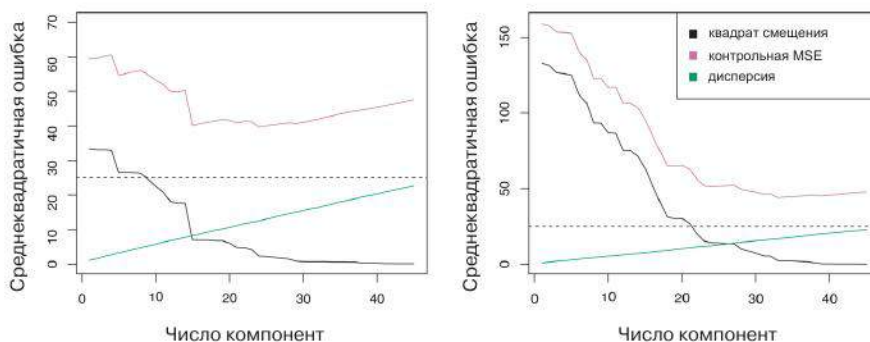 Среднеквадратичная ошибка
70
60
50
40
30
20
10
0
0 10 20 30 40
Число компонент
Среднеквадратичная ошибка
150
100
50
0
0 10 20 30 40
Число компонент
квадрат смещения
контрольная MSE
дисперсия